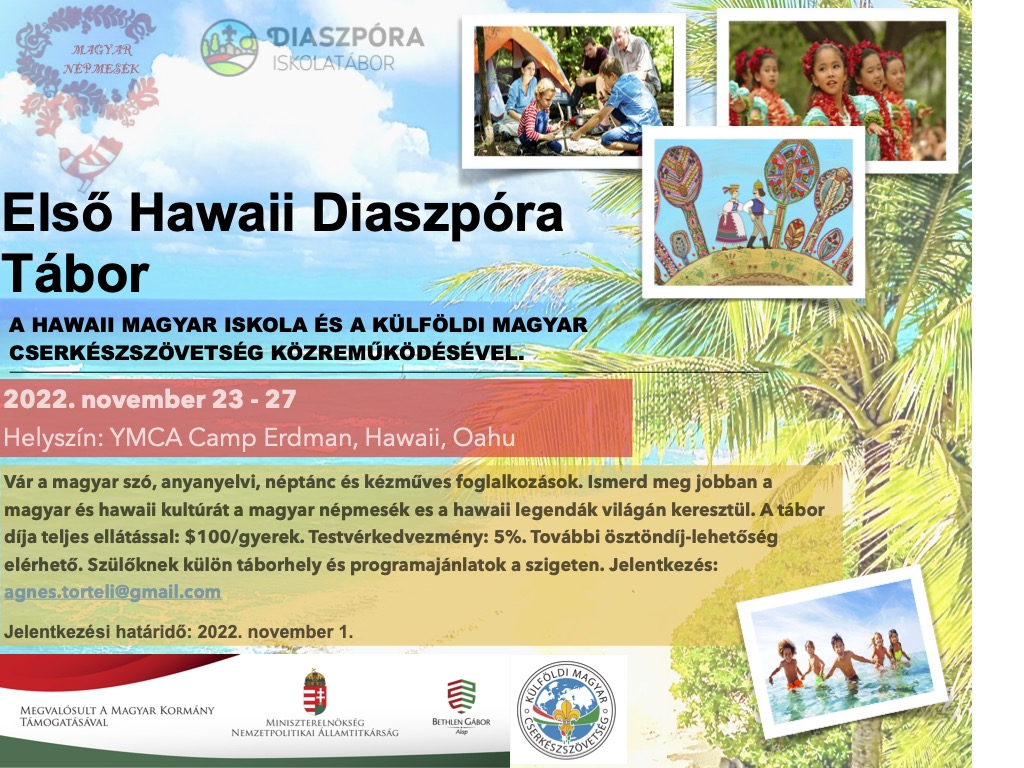 MAGYAR
NÉPMESÉK
DIASZPÓRA
ISKOLATÁBOR
Első Hawaii Diaszpóra
Tábor
A HAWAII MAGYAR ISKOLA ÉS A KÜLFÖLDI MAGYAR
CSERKÉSZSZÖVETSÉG KÖZREMŰKÖDÉSÉVEL.
2022. november 23 - 27
Helyszín: YMCA Camp Erdman, Hawaii, Oahu
Vár a magyar szó, anyanyelvi, néptánc és kézműves foglalkozások. Ismerd meg jobban a
magyar és hawaii kultúrát a magyar népmesék es a hawaii legendák világán keresztül. A tábor
díja teljes ellátással: $100/gyerek. Testvérkedvezmény: 5%. További ösztöndíj-lehetőség
elérhető. Szülőknek külön táborhely és programajánlatok a szigeten. Jelentkezés:
agnes.torteli@gmail.com
Jelentkezési határidő: 2022. november 1.
MEGVALÓSULT A MAGYAR KORMÁNY
TÁMOGATÁSÁVAL
MINISZTERELNÖKSÉG
NEMZETPOLITIKAI ÁLLAMTITKÁRSÁG
BETHLEN GÁBOR
Alap
KÜLFÖLDI MAGYAR
CSERKÉSZSZÖVETSÉG